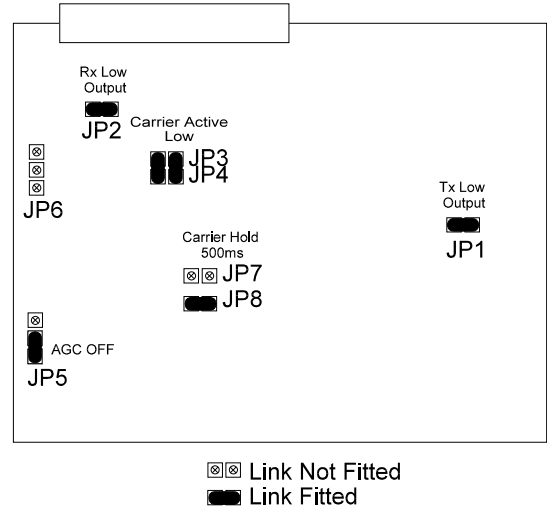 Rx Low
Output
JP2
Carrier Active
Low
JP3
JP4
JP6
Tx Low
Output
JP1
Carrier Hold
500ms
JP7
JP8
AGC OFF
JP5
Link Not Fitted
Link Fitted